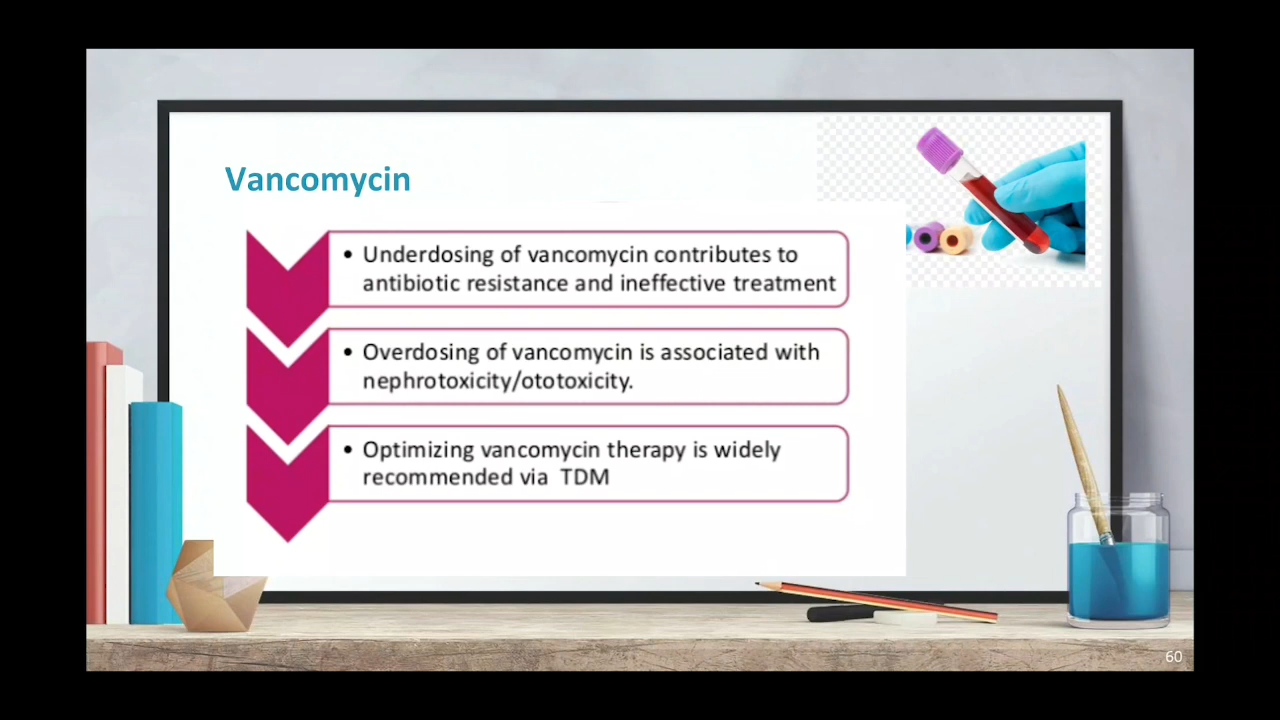 Vancomycin
• Underdosing of vancomycin contributes to
antibiotic resistance and ineffective treatment
• Overdosing of vancomycin is associated with
nephrotoxicity/ototoxicity.
• Optimizing vancomycin therapy is widely
recommended via  TDM
60